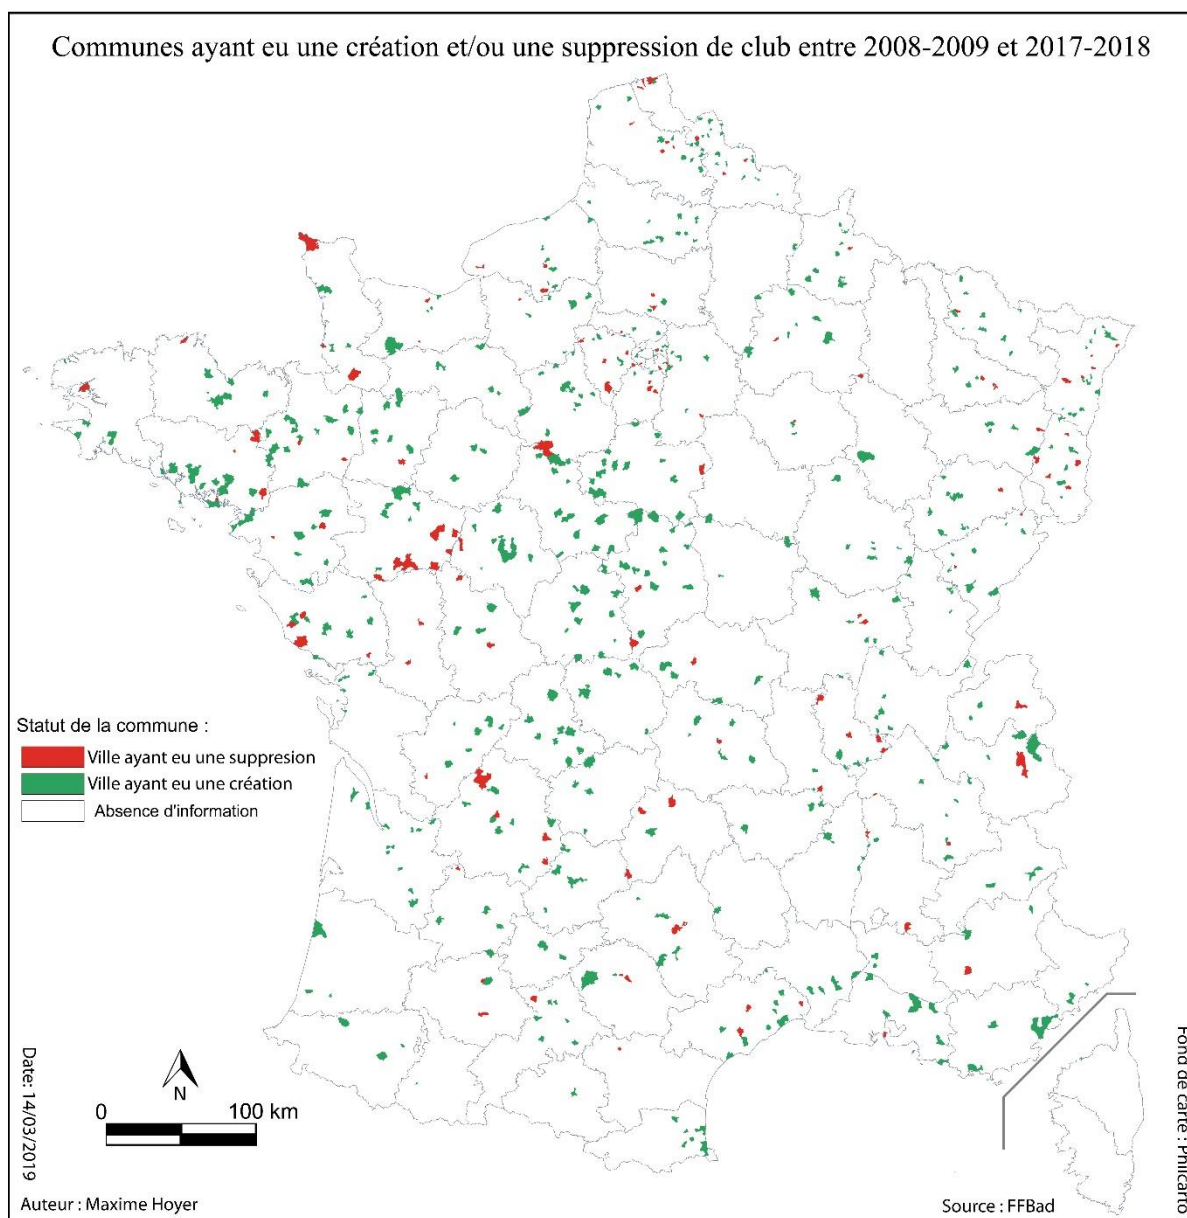 Communes ayant eu une création et/ou une suppression de club entre 2008-2009 et 2017-2018
Statut de la commune :
Ville ayant eu une suppresion
Ville ayant eu une création
Absence d'information
N
0 100 km
Date: 14/03/2019
Auteur : Maxime Hoyer
Source : FFBad
Fond de carte : Philcarto